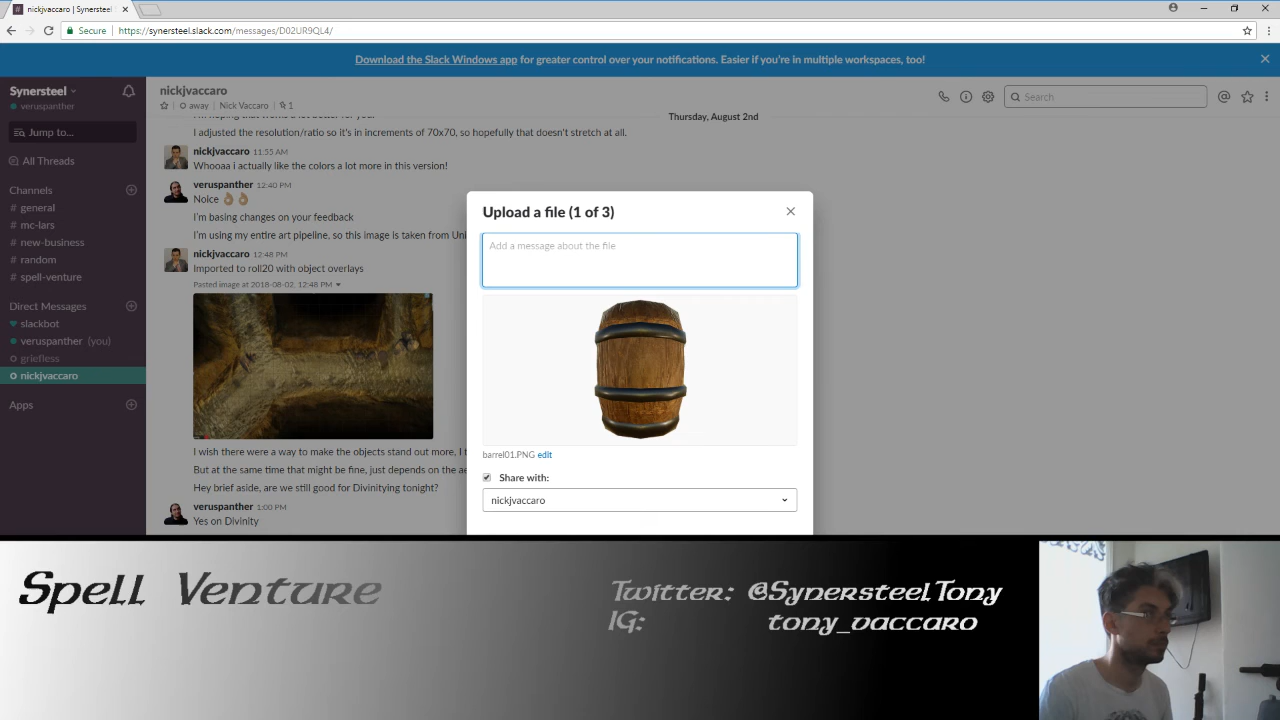 nickjvaccaro | Synersteel
Secure
https://synersteel.slack.com/messages/D02UR9QL4/
Download the Slack Windows app for greater control over your notifications. Easier if you're in multiple workspaces, too!
Synersteel
veruspanther
Jump to...
All Threads
Channels
# general
# mc-lars
# new-business
# random
# spell-venture
Direct Messages
slackbot
veruspanther (you)
griefless
nickjvaccaro
Apps
nickjvaccaro
away | Nick Vaccaro | 1
Search
Thursday, August 2nd
I adjusted the resolution/ratio so it's in increments of 70x70, so hopefully that doesn't stretch at all.
nickjvaccaro 11:55 AM
Whooaa i actually like the colors a lot more in this version!
veruspanther 12:40 PM
Noice
I'm basing changes on your feedback
I'm using my entire art pipeline, so this image is taken from Uni
nickjvaccaro 12:48 PM
Imported to roll20 with object overlays
Pasted image at 2018-08-02, 12:48 PM
I wish there were a way to make the objects stand out more, I t
But at the same time that might be fine, just depends on the ae
Hey brief aside, are we still good for Divinitying tonight?
veruspanther 1:00 PM
Yes on Divinity
Upload a file (1 of 3)
Add a message about the file
barrel01.PNG edit
Share with:
nickjvaccaro
Spell Venture
Twitter: @SynersteelTony
IG: tony_vaccaro